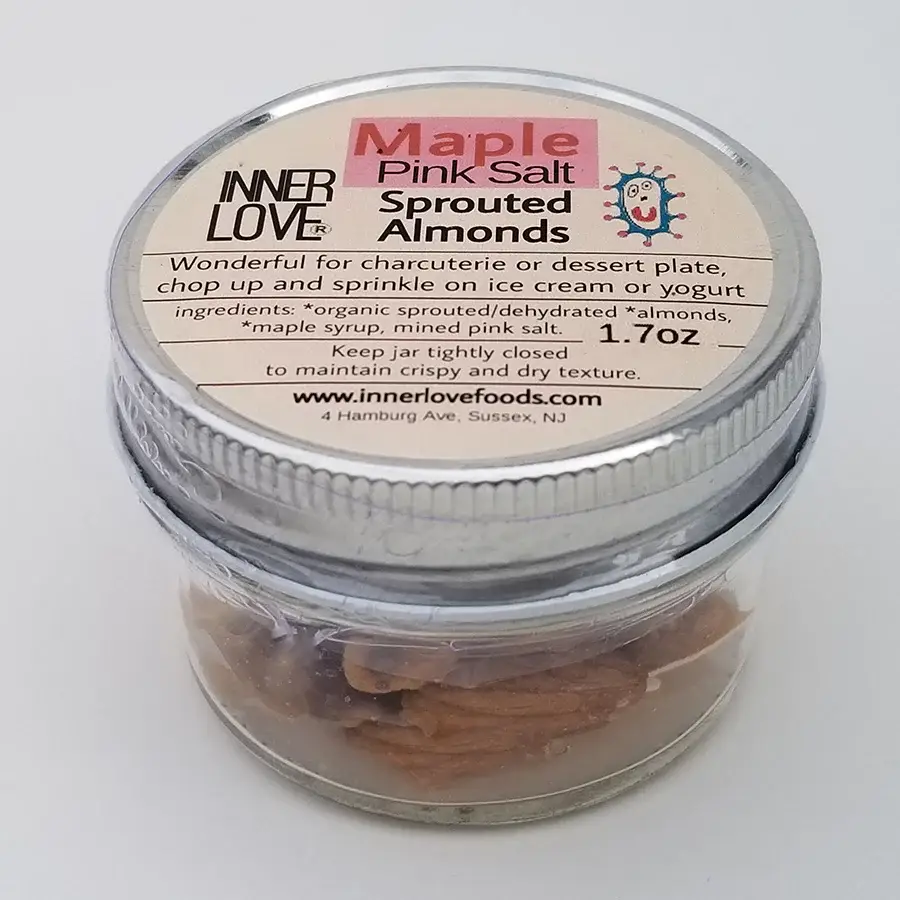 Maple
Pink Salt
INNER
LOVE®
Sprouted
Almonds
Wonderful for charcuterie or dessert plate,
chop up and sprinkle on ice cream or yogurt
ingredients: *organic sprouted/dehydrated *almonds,
*maple syrup, mined pink salt. 1.7oz
Keep jar tightly closed
to maintain crispy and dry texture.
www.innerlovefoods.com
4 Hamburg Ave, Sussex, NJ